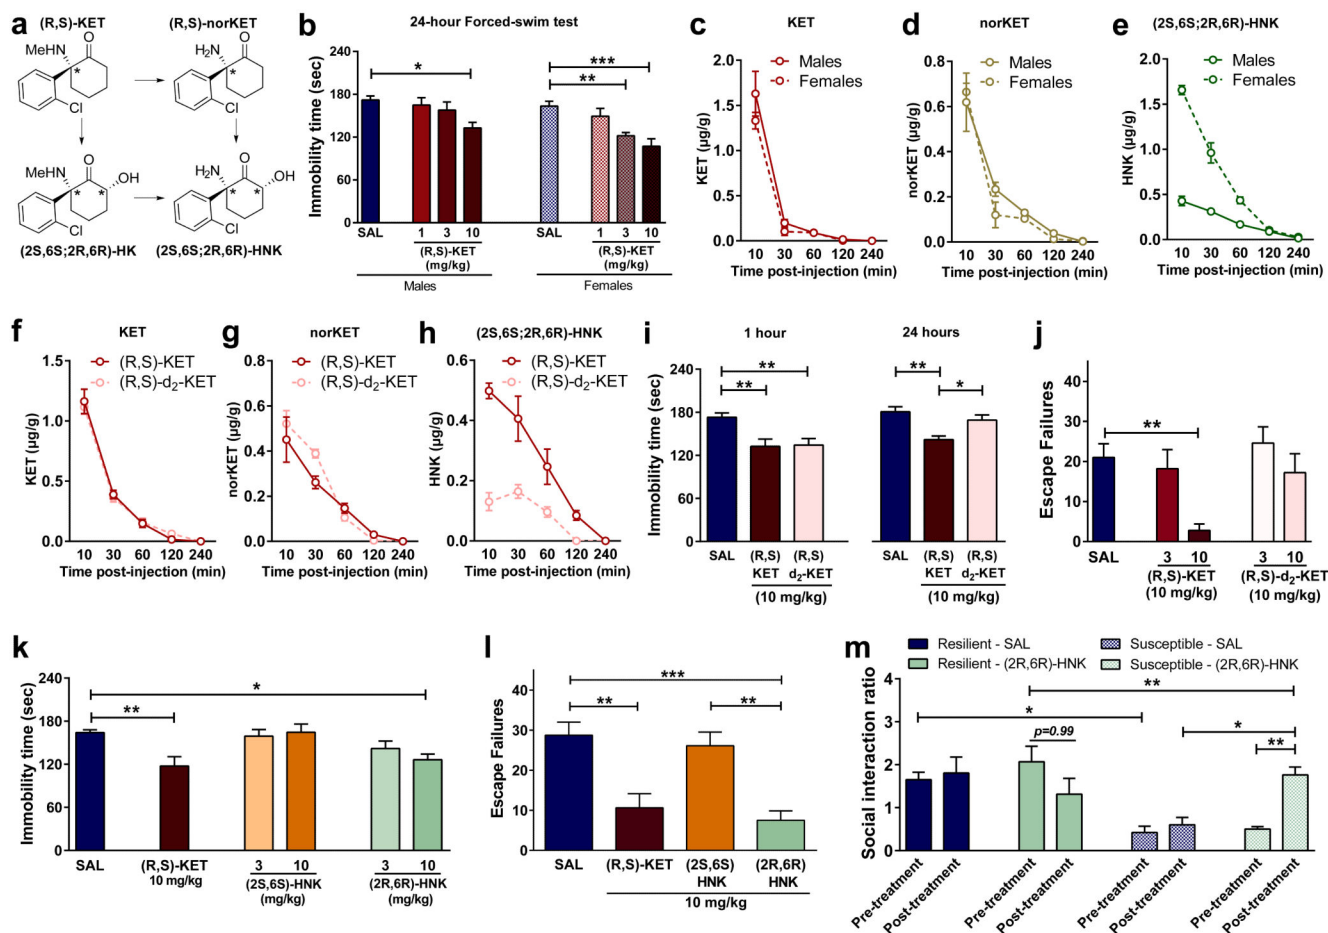 a
(R,S)-KET
(R,S)-norKET
MeHN
O
*
Cl
H₂N
O
*
Cl
MeHN
O
OH
*
*
Cl
H₂N
O
OH
*
*
Cl
(2S,6S;2R,6R)-HK
(2S,6S;2R,6R)-HNK
b
24-hour Forced-swim test
Immobility time (sec)
240
180
120
60
0
*
***
**
SAL
1 3 10
(R,S)-KET
(mg/kg)
Males
SAL
1 3 10
(R,S)-KET
(mg/kg)
Females
c
KET
Males
Females
KET (µg/g)
2.0
1.5
1.0
0.5
0.0
10 30 60 120 240
Time post-injection (min)
d
norKET
Males
Females
norKET (µg/g)
0.8
0.6
0.4
0.2
0.0
10 30 60 120 240
Time post-injection (min)
e
(2S,6S;2R,6R)-HNK
Males
Females
HNK (µg/g)
2.0
1.5
1.0
0.5
0.0
10 30 60 120 240
Time post-injection (min)
f
KET
(R,S)-KET
(R,S)-d₂-KET
KET (µg/g)
1.5
1.0
0.5
0.0
10 30 60 120 240
Time post-injection (min)
g
norKET
(R,S)-KET
(R,S)-d₂-KET
norKET (µg/g)
0.8
0.6
0.4
0.2
0.0
10 30 60 120 240
Time post-injection (min)
h
(2S,6S;2R,6R)-HNK
(R,S)-KET
(R,S)-d₂-KET
HNK (µg/g)
0.6
0.4
0.2
0.0
10 30 60 120 240
Time post-injection (min)
i
1 hour
24 hours
Immobility time (sec)
240
180
120
60
0
**
**
SAL
(R,S)
KET
(R,S)
d₂-KET
(10 mg/kg)
**
*
SAL
(R,S)
KET
(R,S)
d₂-KET
(10 mg/kg)
j
Escape Failures
40
30
20
10
0
**
SAL
3 10
(R,S)-KET
(10 mg/kg)
3 10
(R,S)-d₂-KET
(10 mg/kg)
k
Immobility time (sec)
240
180
120
60
0
*
**
SAL
(R,S)-KET
10 mg/kg
3 10
(2S,6S)-HNK
(mg/kg)
3 10
(2R,6R)-HNK
(mg/kg)
l
Escape Failures
40
30
20
10
0
***
**
**
SAL
(R,S)-KET
(2S,6S)
HNK
(2R,6R)
HNK
10 mg/kg
m
Resilient - SAL
Resilient - (2R,6R)-HNK
Susceptible - SAL
Susceptible - (2R,6R)-HNK
Social interaction ratio
4
3
2
1
0
**
*
p=0.99
*
**
Pre-treatment
Post-treatment
Pre-treatment
Post-treatment
Pre-treatment
Post-treatment
Pre-treatment
Post-treatment